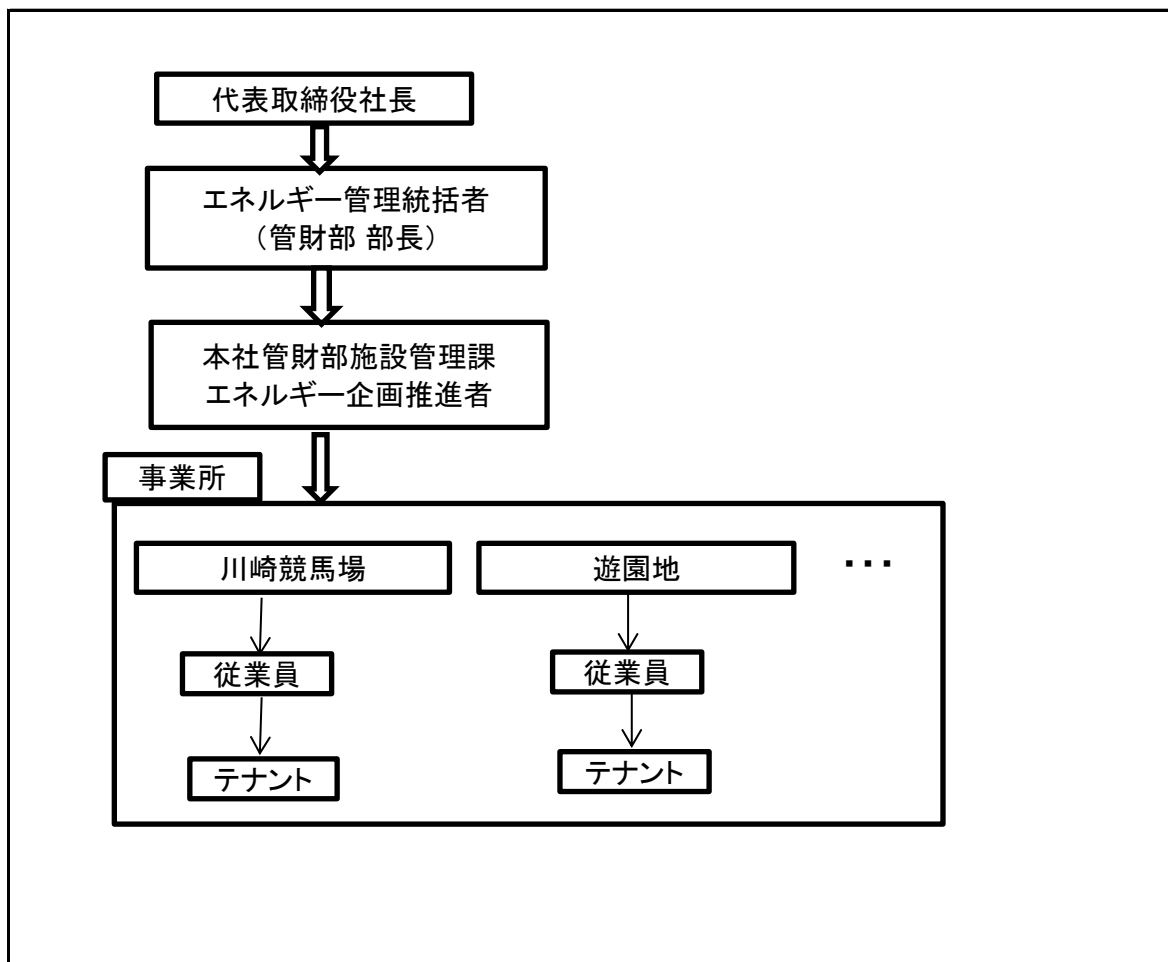 代表取締役社長
エネルギー管理統括者
（管財部 部長）
本社管財部施設管理課
エネルギー企画推進者
事業所
川崎競馬場
遊園地
・・・
従業員
従業員
テナント
テナント